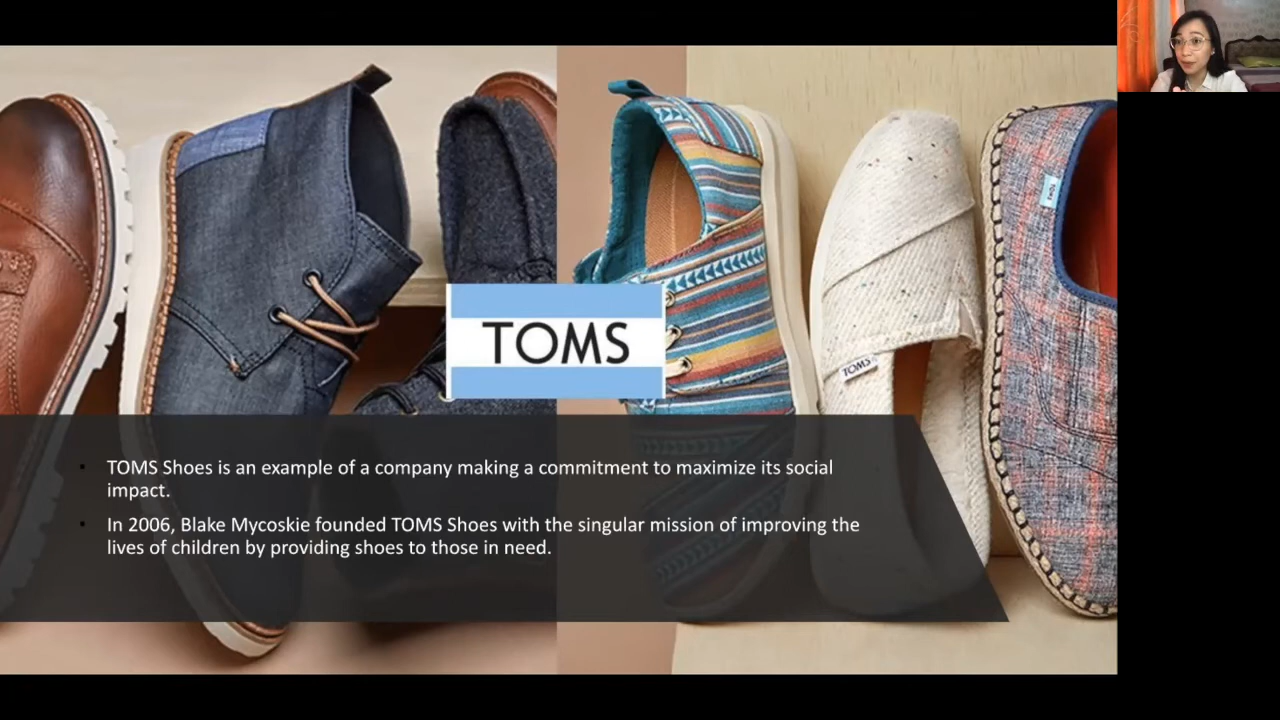 TOMS
TOMS
TOMS
TOMS Shoes is an example of a company making a commitment to maximize its social
impact.
In 2006, Blake Mycoskie founded TOMS Shoes with the singular mission of improving the
lives of children by providing shoes to those in need.